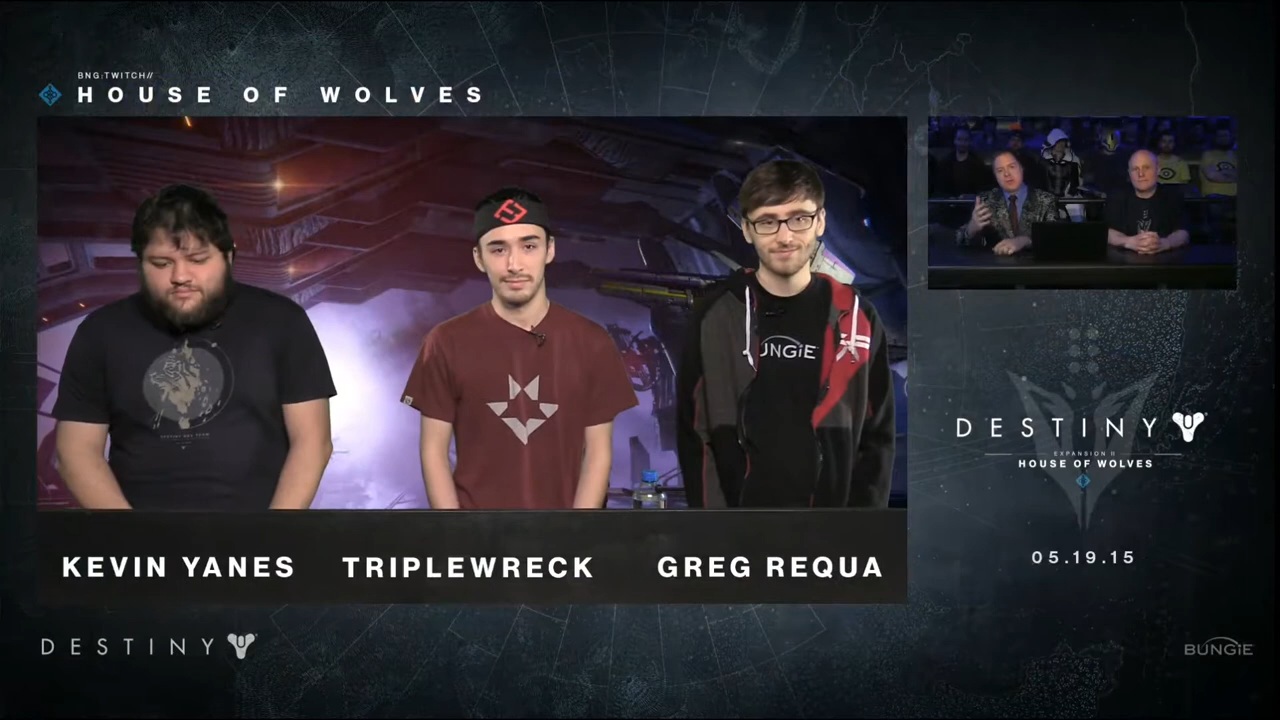 BNG:TWITCH//
HOUSE OF WOLVES
UNGiE
KEVIN YANES
TRIPLEWRECK
GREG REQUA
DESTINY
EXPANSION II
HOUSE OF WOLVES
05.19.15
DESTINY
BUNGiE